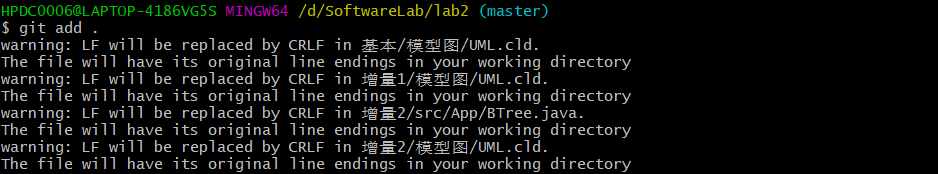 HPDC0006@LAPTOP-4186VG5S MINGW64 /d/SoftwareLab/lab2 (master)
$ git add .
warning: LF will be replaced by CRLF in 基本/模型图/UML.cld.
The file will have its original line endings in your working directory
warning: LF will be replaced by CRLF in 增量1/模型图/UML.cld.
The file will have its original line endings in your working directory
warning: LF will be replaced by CRLF in 增量2/src/App/BTree.java.
The file will have its original line endings in your working directory
warning: LF will be replaced by CRLF in 增量2/模型图/UML.cld.
The file will have its original line endings in your working directory